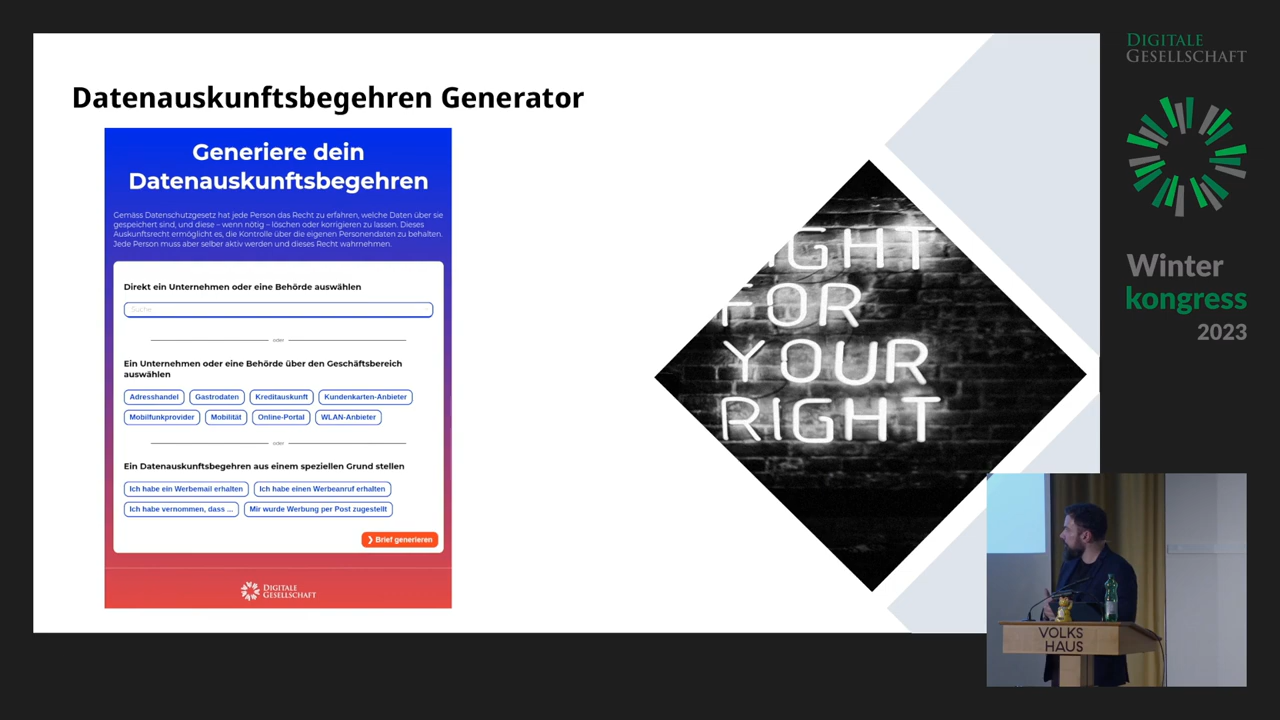 Datenauskunftsbegehren Generator
Generiere dein
Datenauskunftsbegehren
Gemäss Datenschutzgesetz hat jede Person das Recht zu erfahren, welche Daten über sie
gespeichert sind, und diese – wenn nötig – löschen oder korrigieren zu lassen. Dieses
Auskunftsrecht ermöglicht es, die Kontrolle über die eigenen Personendaten zu behalten.
Jede Person muss aber selber aktiv werden und dieses Recht wahrnehmen.
Direkt ein Unternehmen oder eine Behörde auswählen
Suche
oder
Ein Unternehmen oder eine Behörde über den Geschäftsbereich
auswählen
Adresshandel Gastrodaten Kreditauskunft Kundenkarten-Anbieter
Mobilfunkprovider Mobilität Online-Portal WLAN-Anbieter
oder
Ein Datenauskunftsbegehren aus einem speziellen Grund stellen
Ich habe ein Werbemail erhalten Ich habe einen Werbeanruf erhalten
Ich habe vernommen, dass ... Mir wurde Werbung per Post zugestellt
❯ Brief generieren
DIGITALE
GESELLSCHAFT
IGHT
FOR
YOUR
RIGHT
DIGITALE
GESELLSCHAFT
Winter
kongress
2023
VOLKS
HAUS